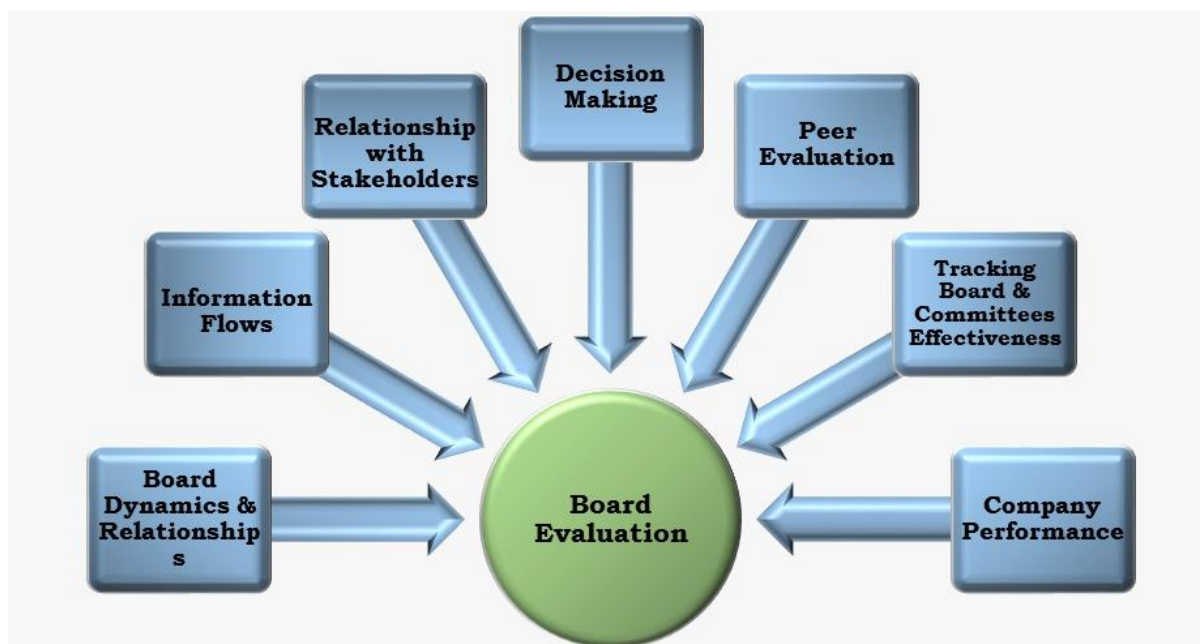 Decision
Making
Relationship
with
Stakeholders
Peer
Evaluation
Information
Flows
Tracking
Board &
Committees
Effectiveness
Board
Dynamics &
Relationship
s
Board
Evaluation
Company
Performance